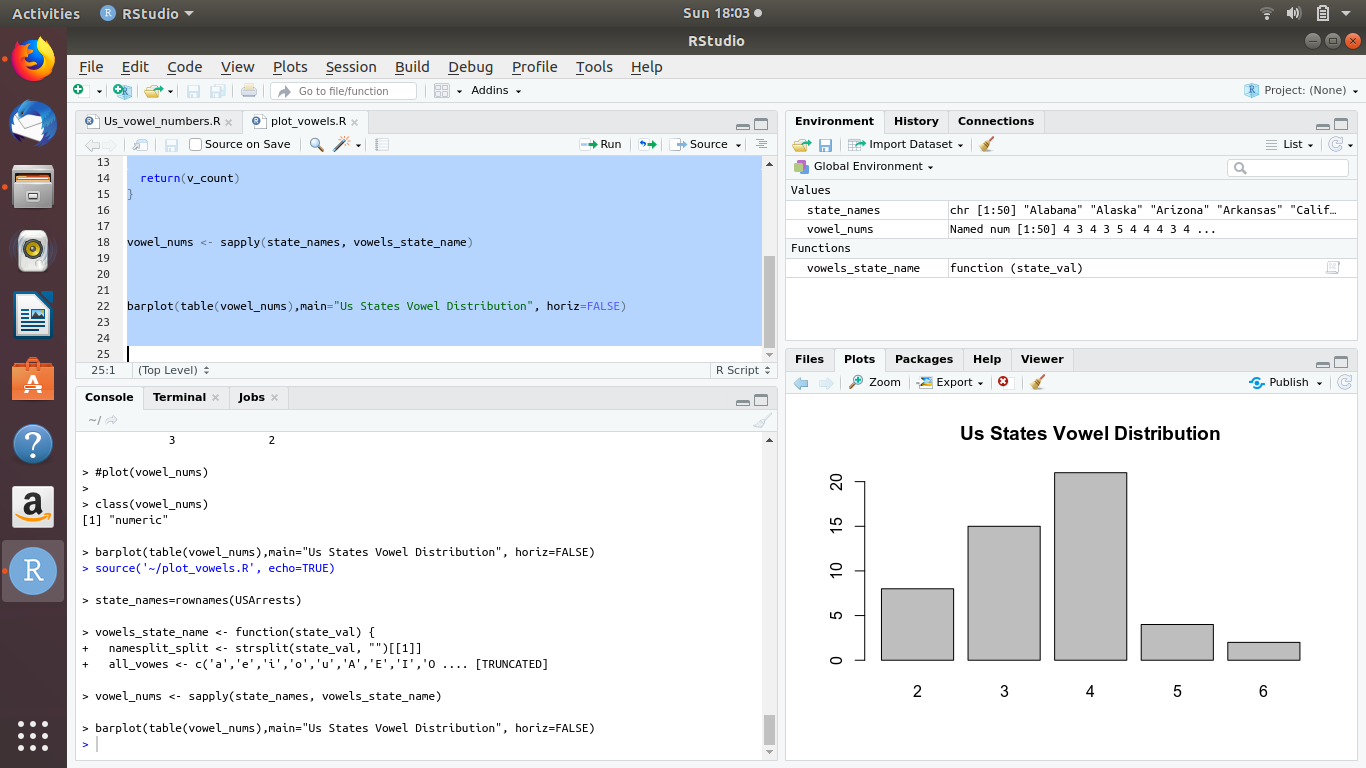 Activities RStudio Sun 18:03
RStudio
File Edit Code View Plots Session Build Debug Profile Tools Help
Go to file/function Addins Project: (None)
Us_vowel_numbers.R plot_vowels.R
Source on Save Run Source
13
14 return(v_count)
15 }
16
17
18 vowel_nums <- sapply(state_names, vowels_state_name)
19
20
21
22 barplot(table(vowel_nums),main="Us States Vowel Distribution", horiz=FALSE)
23
24
25
25:1 (Top Level) R Script
Console Terminal Jobs
~/
3 2
> #plot(vowel_nums)
>
> class(vowel_nums)
[1] "numeric"
> barplot(table(vowel_nums),main="Us States Vowel Distribution", horiz=FALSE)
> source('~/plot_vowels.R', echo=TRUE)
> state_names=rownames(USArrests)
> vowels_state_name <- function(state_val) {
+ namesplit_split <- strsplit(state_val, "")[[1]]
+ all_vowes <- c('a','e','i','o','u','A','E','I','O .... [TRUNCATED]
> vowel_nums <- sapply(state_names, vowels_state_name)
> barplot(table(vowel_nums),main="Us States Vowel Distribution", horiz=FALSE)
>
Environment History Connections
Import Dataset List
Global Environment
Values
state_names chr [1:50] "Alabama" "Alaska" "Arizona" "Arkansas" "Calif…
vowel_nums Named num [1:50] 4 3 4 3 5 4 4 4 3 4 ...
Functions
vowels_state_name function (state_val)
Files Plots Packages Help Viewer
Zoom Export Publish
Us States Vowel Distribution
20
15
10
5
0
2 3 4 5 6